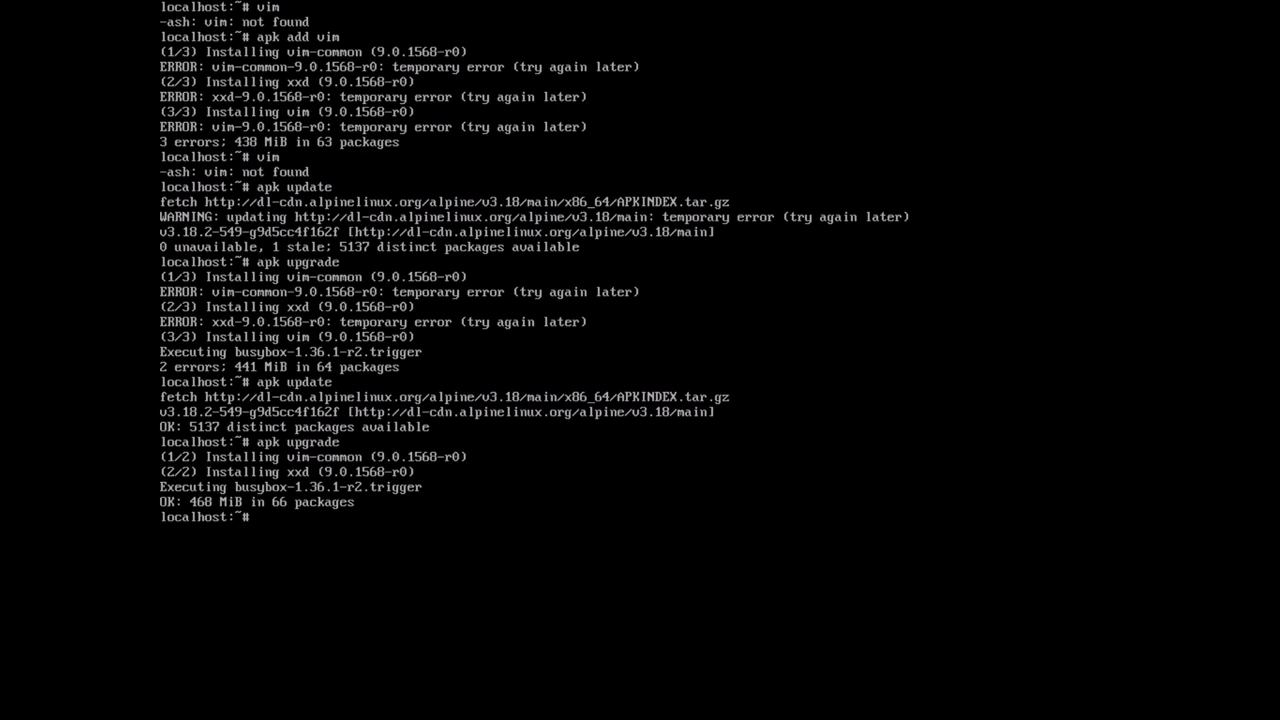 localhost:~# vim
-ash: vim: not found
localhost:~# apk add vim
(1/3) Installing vim-common (9.0.1568-r0)
ERROR: vim-common-9.0.1568-r0: temporary error (try again later)
(2/3) Installing xxd (9.0.1568-r0)
ERROR: xxd-9.0.1568-r0: temporary error (try again later)
(3/3) Installing vim (9.0.1568-r0)
ERROR: vim-9.0.1568-r0: temporary error (try again later)
3 errors; 438 MiB in 63 packages
localhost:~# vim
-ash: vim: not found
localhost:~# apk update
fetch http://dl-cdn.alpinelinux.org/alpine/v3.18/main/x86_64/APKINDEX.tar.gz
WARNING: updating http://dl-cdn.alpinelinux.org/alpine/v3.18/main: temporary error (try again later)
v3.18.2-549-g9d5cc4f162f [http://dl-cdn.alpinelinux.org/alpine/v3.18/main]
0 unavailable, 1 stale; 5137 distinct packages available
localhost:~# apk upgrade
(1/3) Installing vim-common (9.0.1568-r0)
ERROR: vim-common-9.0.1568-r0: temporary error (try again later)
(2/3) Installing xxd (9.0.1568-r0)
ERROR: xxd-9.0.1568-r0: temporary error (try again later)
(3/3) Installing vim (9.0.1568-r0)
Executing busybox-1.36.1-r2.trigger
2 errors; 441 MiB in 64 packages
localhost:~# apk update
fetch http://dl-cdn.alpinelinux.org/alpine/v3.18/main/x86_64/APKINDEX.tar.gz
v3.18.2-549-g9d5cc4f162f [http://dl-cdn.alpinelinux.org/alpine/v3.18/main]
OK: 5137 distinct packages available
localhost:~# apk upgrade
(1/2) Installing vim-common (9.0.1568-r0)
(2/2) Installing xxd (9.0.1568-r0)
Executing busybox-1.36.1-r2.trigger
OK: 468 MiB in 66 packages
localhost:~#